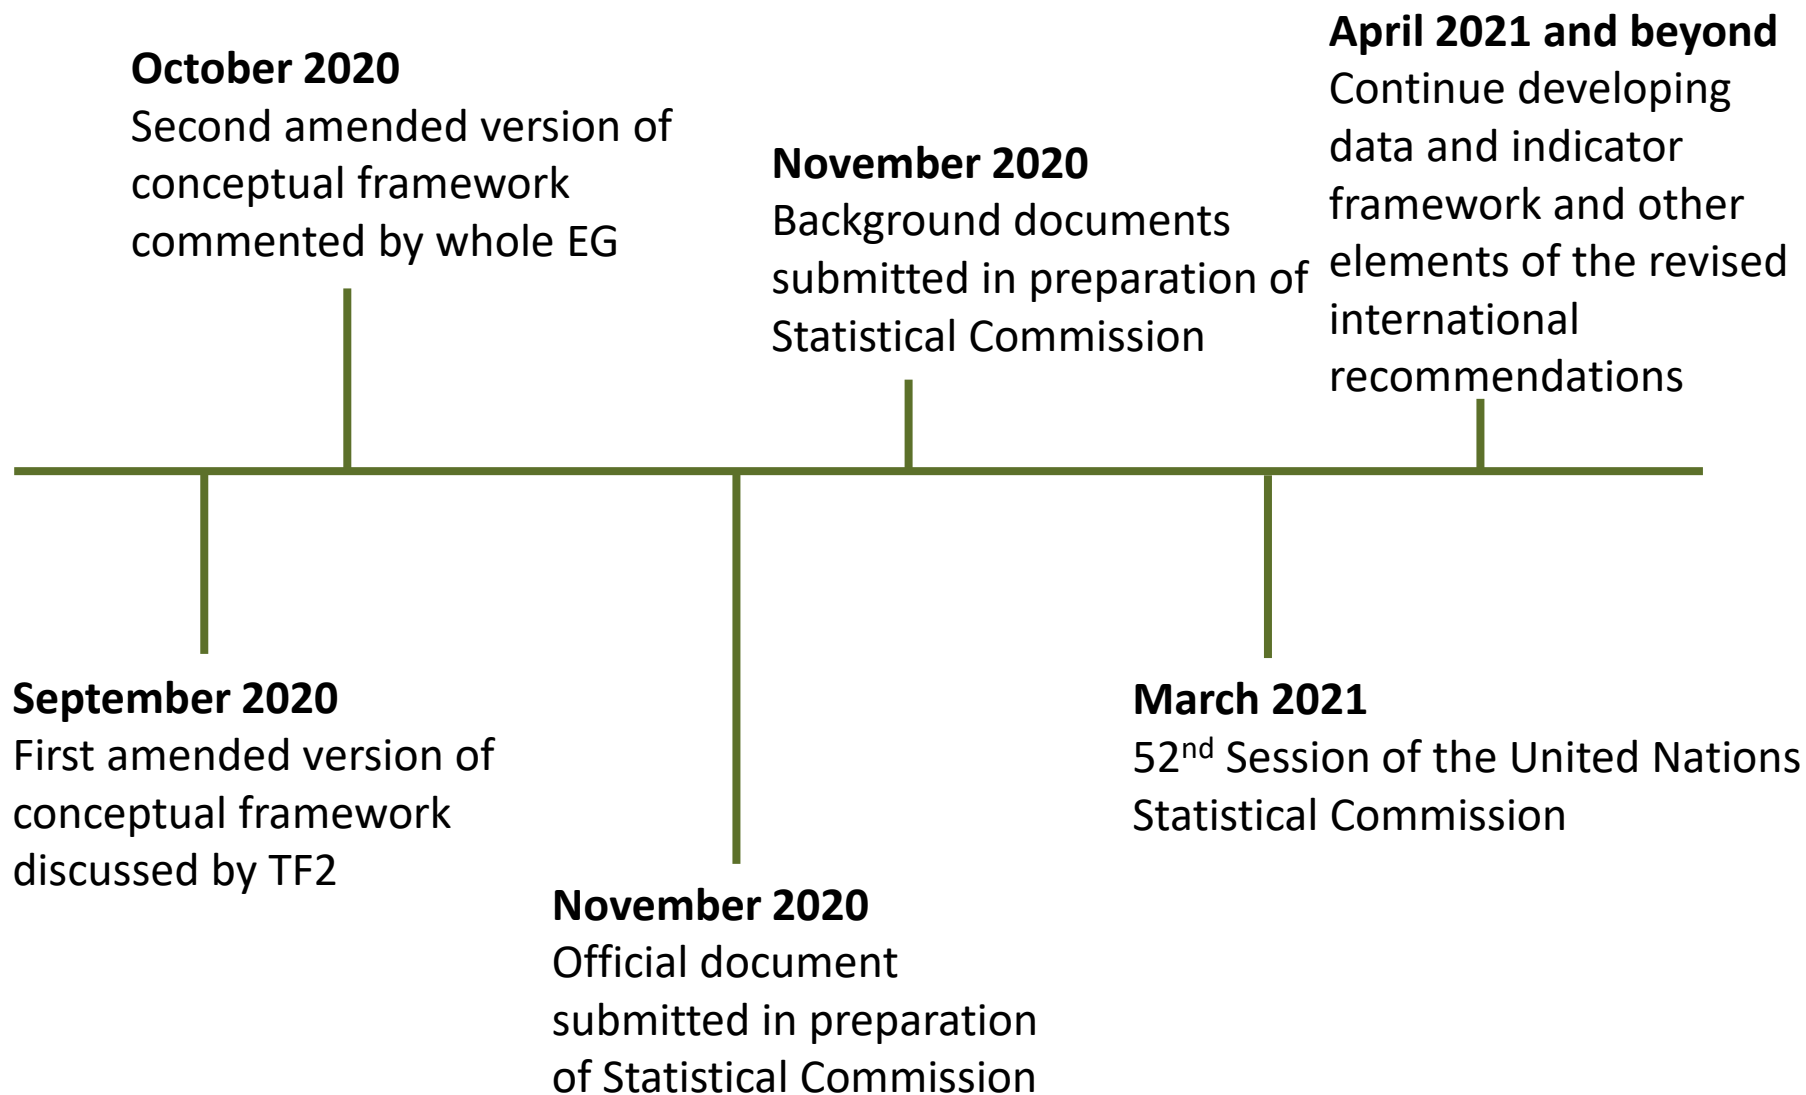 October 2020
Second amended version of
conceptual framework
commented by whole EG
November 2020
Background documents
submitted in preparation of
Statistical Commission
April 2021 and beyond
Continue developing
data and indicator
framework and other
elements of the revised
international
recommendations
September 2020
First amended version of
conceptual framework
discussed by TF2
November 2020
Official document
submitted in preparation
of Statistical Commission
March 2021
52nd Session of the United Nations
Statistical Commission